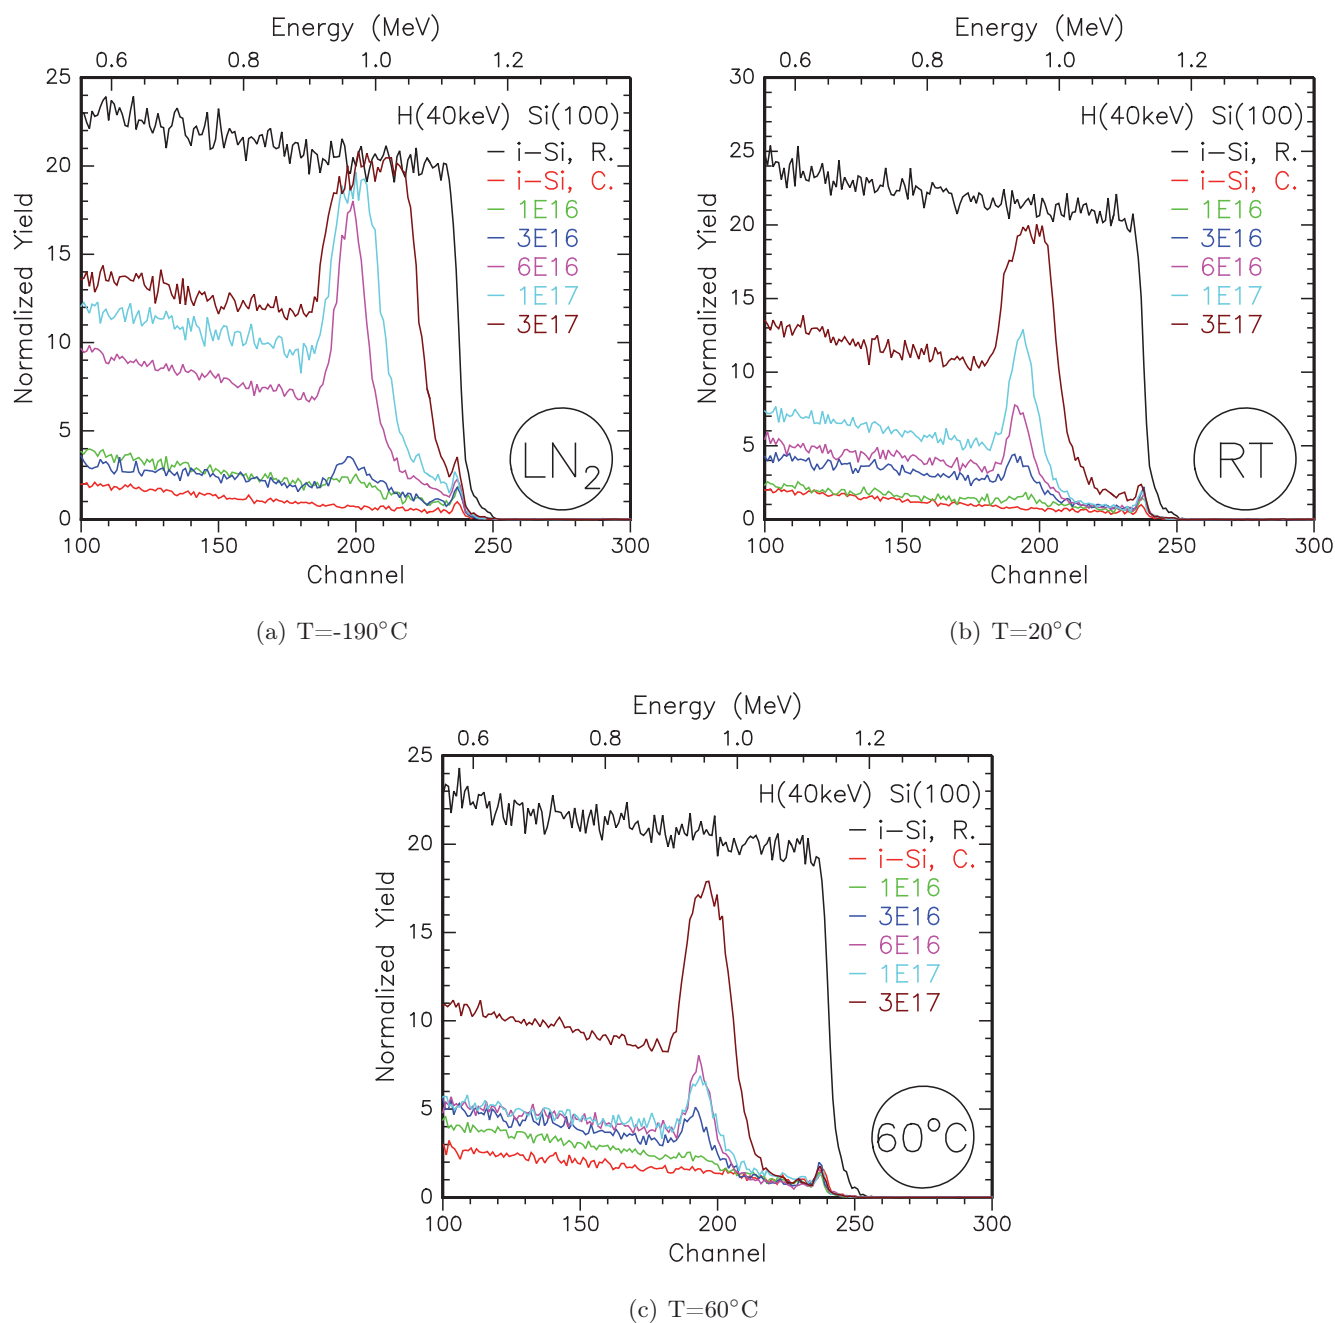 Energy (MeV)
0.6 0.8 1.0 1.2
25
20
15
10
5
0
Normalized Yield
H(40keV) Si(100)
i-Si, R.
i-Si, C.
1E16
3E16
6E16
1E17
3E17
LN2
100 150 200 250 300
Channel
(a) T=-190°C
Energy (MeV)
0.6 0.8 1.0 1.2
30
25
20
15
10
5
0
Normalized Yield
H(40keV) Si(100)
i-Si, R.
i-Si, C.
1E16
3E16
6E16
1E17
3E17
RT
100 150 200 250 300
Channel
(b) T=20°C
Energy (MeV)
0.6 0.8 1.0 1.2
25
20
15
10
5
0
Normalized Yield
H(40keV) Si(100)
i-Si, R.
i-Si, C.
1E16
3E16
6E16
1E17
3E17
60°C
100 150 200 250 300
Channel
(c) T=60°C